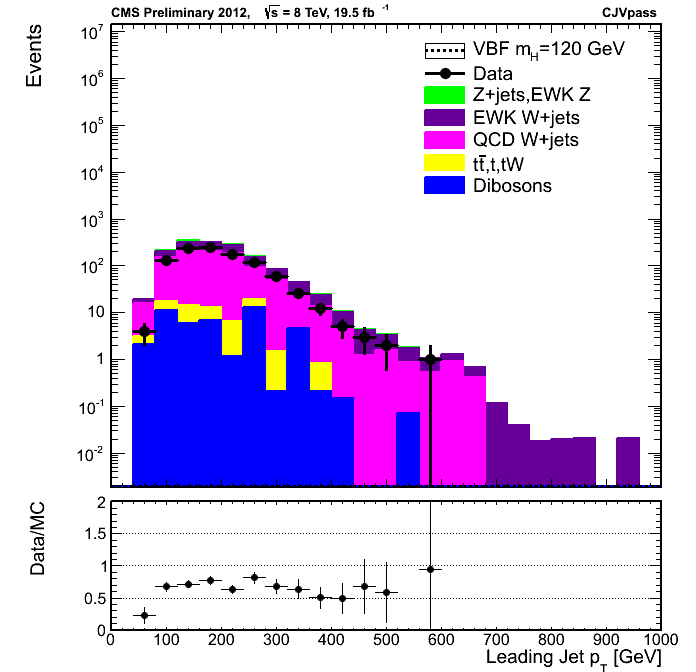 CMS Preliminary 2012, √s = 8 TeV, 19.5 fb⁻¹ CJVpass
Events
10⁷
10⁶
10⁵
10⁴
10³
10²
10
1
10⁻¹
10⁻²
VBF m_H=120 GeV
Data
Z+jets,EWK Z
EWK W+jets
QCD W+jets
tt̄,t,tW
Dibosons
Data/MC
2
1.5
1
0.5
0
0 100 200 300 400 500 600 700 800 900 1000
Leading Jet p_T [GeV]